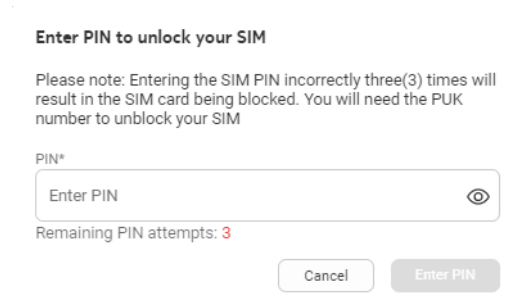 Enter PIN to unlock your SIM
Please note: Entering the SIM PIN incorrectly three(3) times will
result in the SIM card being blocked. You will need the PUK
number to unblock your SIM
PIN*
Enter PIN
Remaining PIN attempts: 3
Cancel
Enter PIN